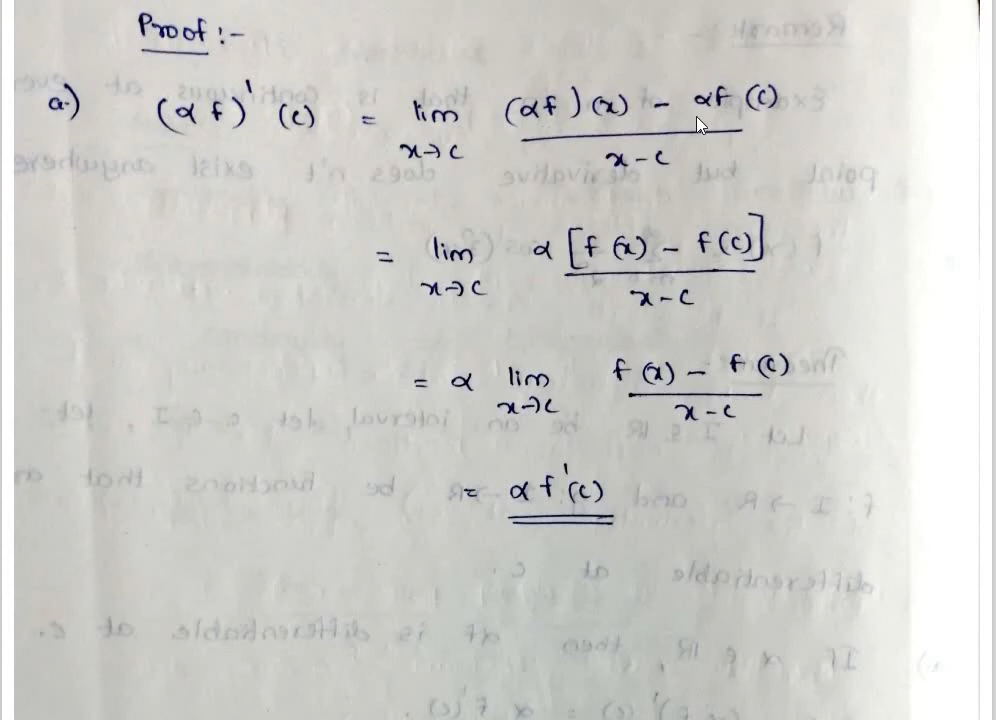 Proof :-
a) (αf)'(c) = lim x→c (αf)(x) - αf(c) / x-c
= lim x→c α[f(x) - f(c)] / x-c
= α lim x→c f(x) - f(c) / x-c
= αf'(c)